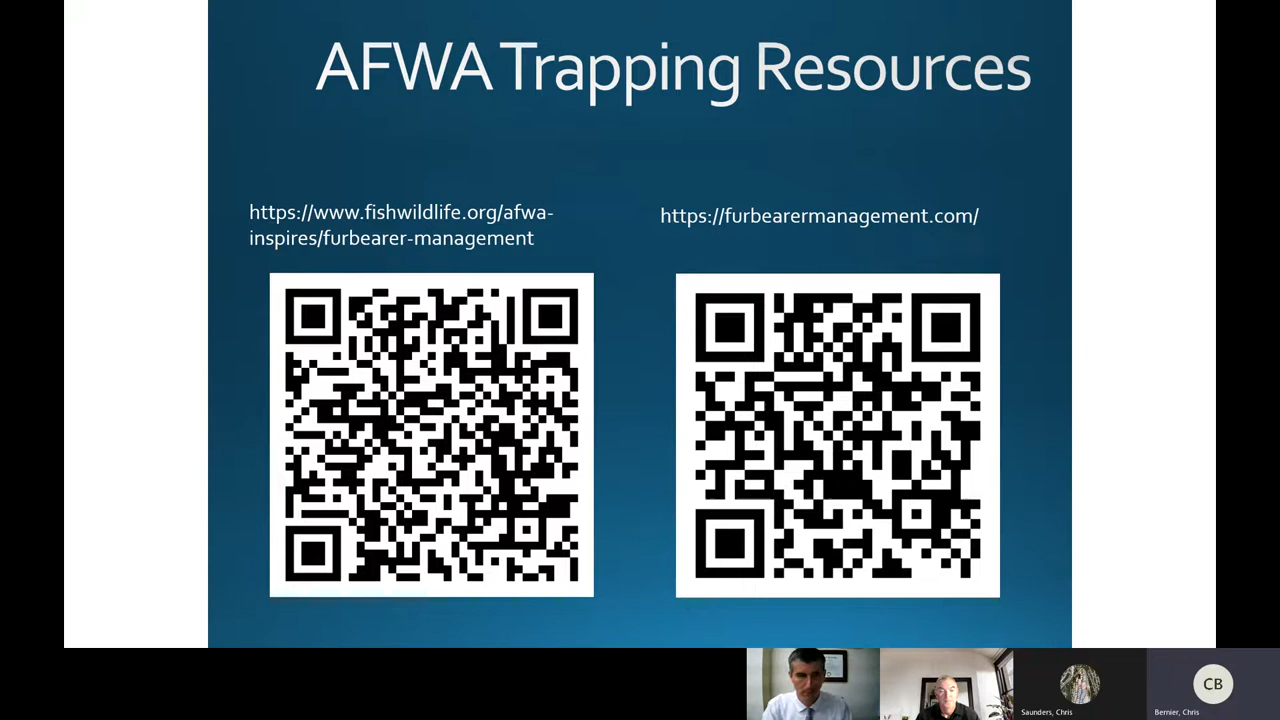 AFWA Trapping Resources
https://www.fishwildlife.org/afwa-
inspires/furbearer-management
https://furbearermanagement.com/
CB
Saunders, Chris
Bernier, Chris